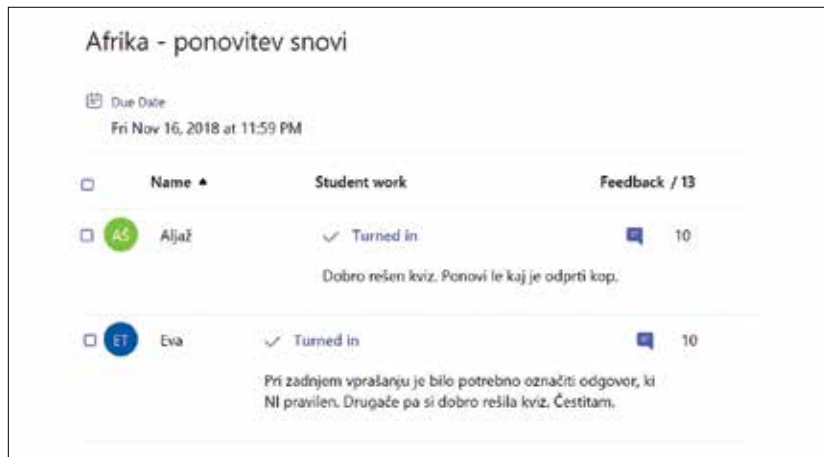 Afrika - ponovitev snovi
Due Date
Fri Nov 16, 2018 at 11:59 PM
Name ▲ Student work Feedback / 13
AŠ Aljaž ✓ Turned in 10
Dobro rešen kviz. Ponovi le kaj je odprti kop.
ET Eva ✓ Turned in 10
Pri zadnjem vprašanju je bilo potrebno označiti odgovor, ki
NI pravilen. Drugače pa si dobro rešila kviz. Čestitam.